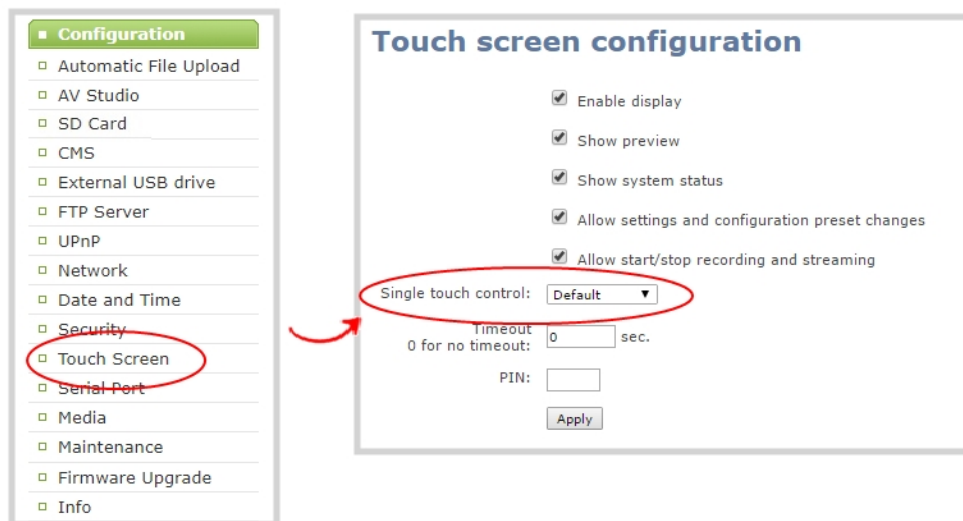 Configuration
Automatic File Upload
AV Studio
SD Card
CMS
External USB drive
FTP Server
UPnP
Network
Date and Time
Security
Touch Screen
Serial Port
Media
Maintenance
Firmware Upgrade
Info
Touch screen configuration
Enable display
Show preview
Show system status
Allow settings and configuration preset changes
Allow start/stop recording and streaming
Single touch control: Default
Timeout
0 for no timeout: 0 sec.
PIN:
Apply